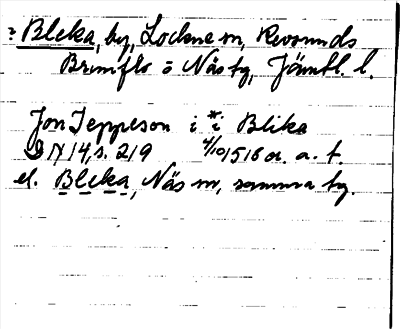 ? Bleka, by, Lockne sn, Revsunds
Brunflo o Näs tg, Jämtl. l.
Jon Jeppeson i * i Blika
DN 14, s. 219 4/10 1516 or. a. t.
el. Bleka, Näs sn, samma tg.